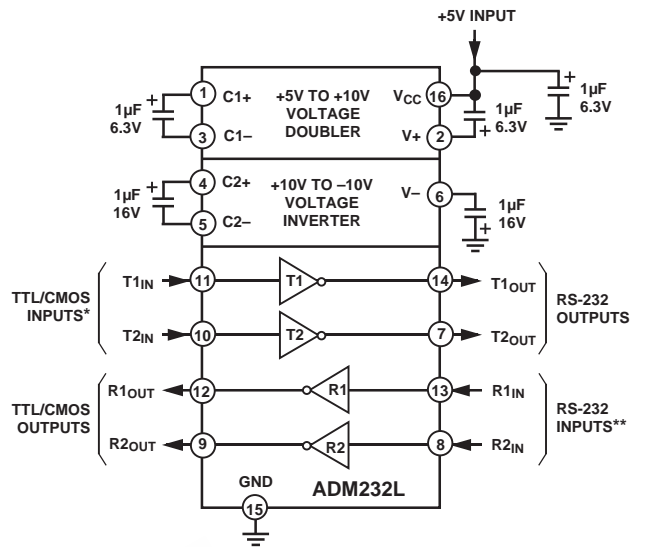 +5V INPUT
1 C1+ +5V TO +10V VOLTAGE DOUBLER VCC 16
1µF 6.3V +
3 C1– V+ 2
+ 1µF 6.3V
+ 1µF 6.3V
4 C2+ +10V TO –10V VOLTAGE INVERTER V– 6
1µF 16V +
5 C2–
1µF 16V +
TTL/CMOS INPUTS*
T1IN 11 T1 14 T1OUT
T2IN 10 T2 7 T2OUT
RS-232 OUTPUTS
TTL/CMOS OUTPUTS
R1OUT 12 R1 13 R1IN
R2OUT 9 R2 8 R2IN
RS-232 INPUTS**
GND
15
ADM232L